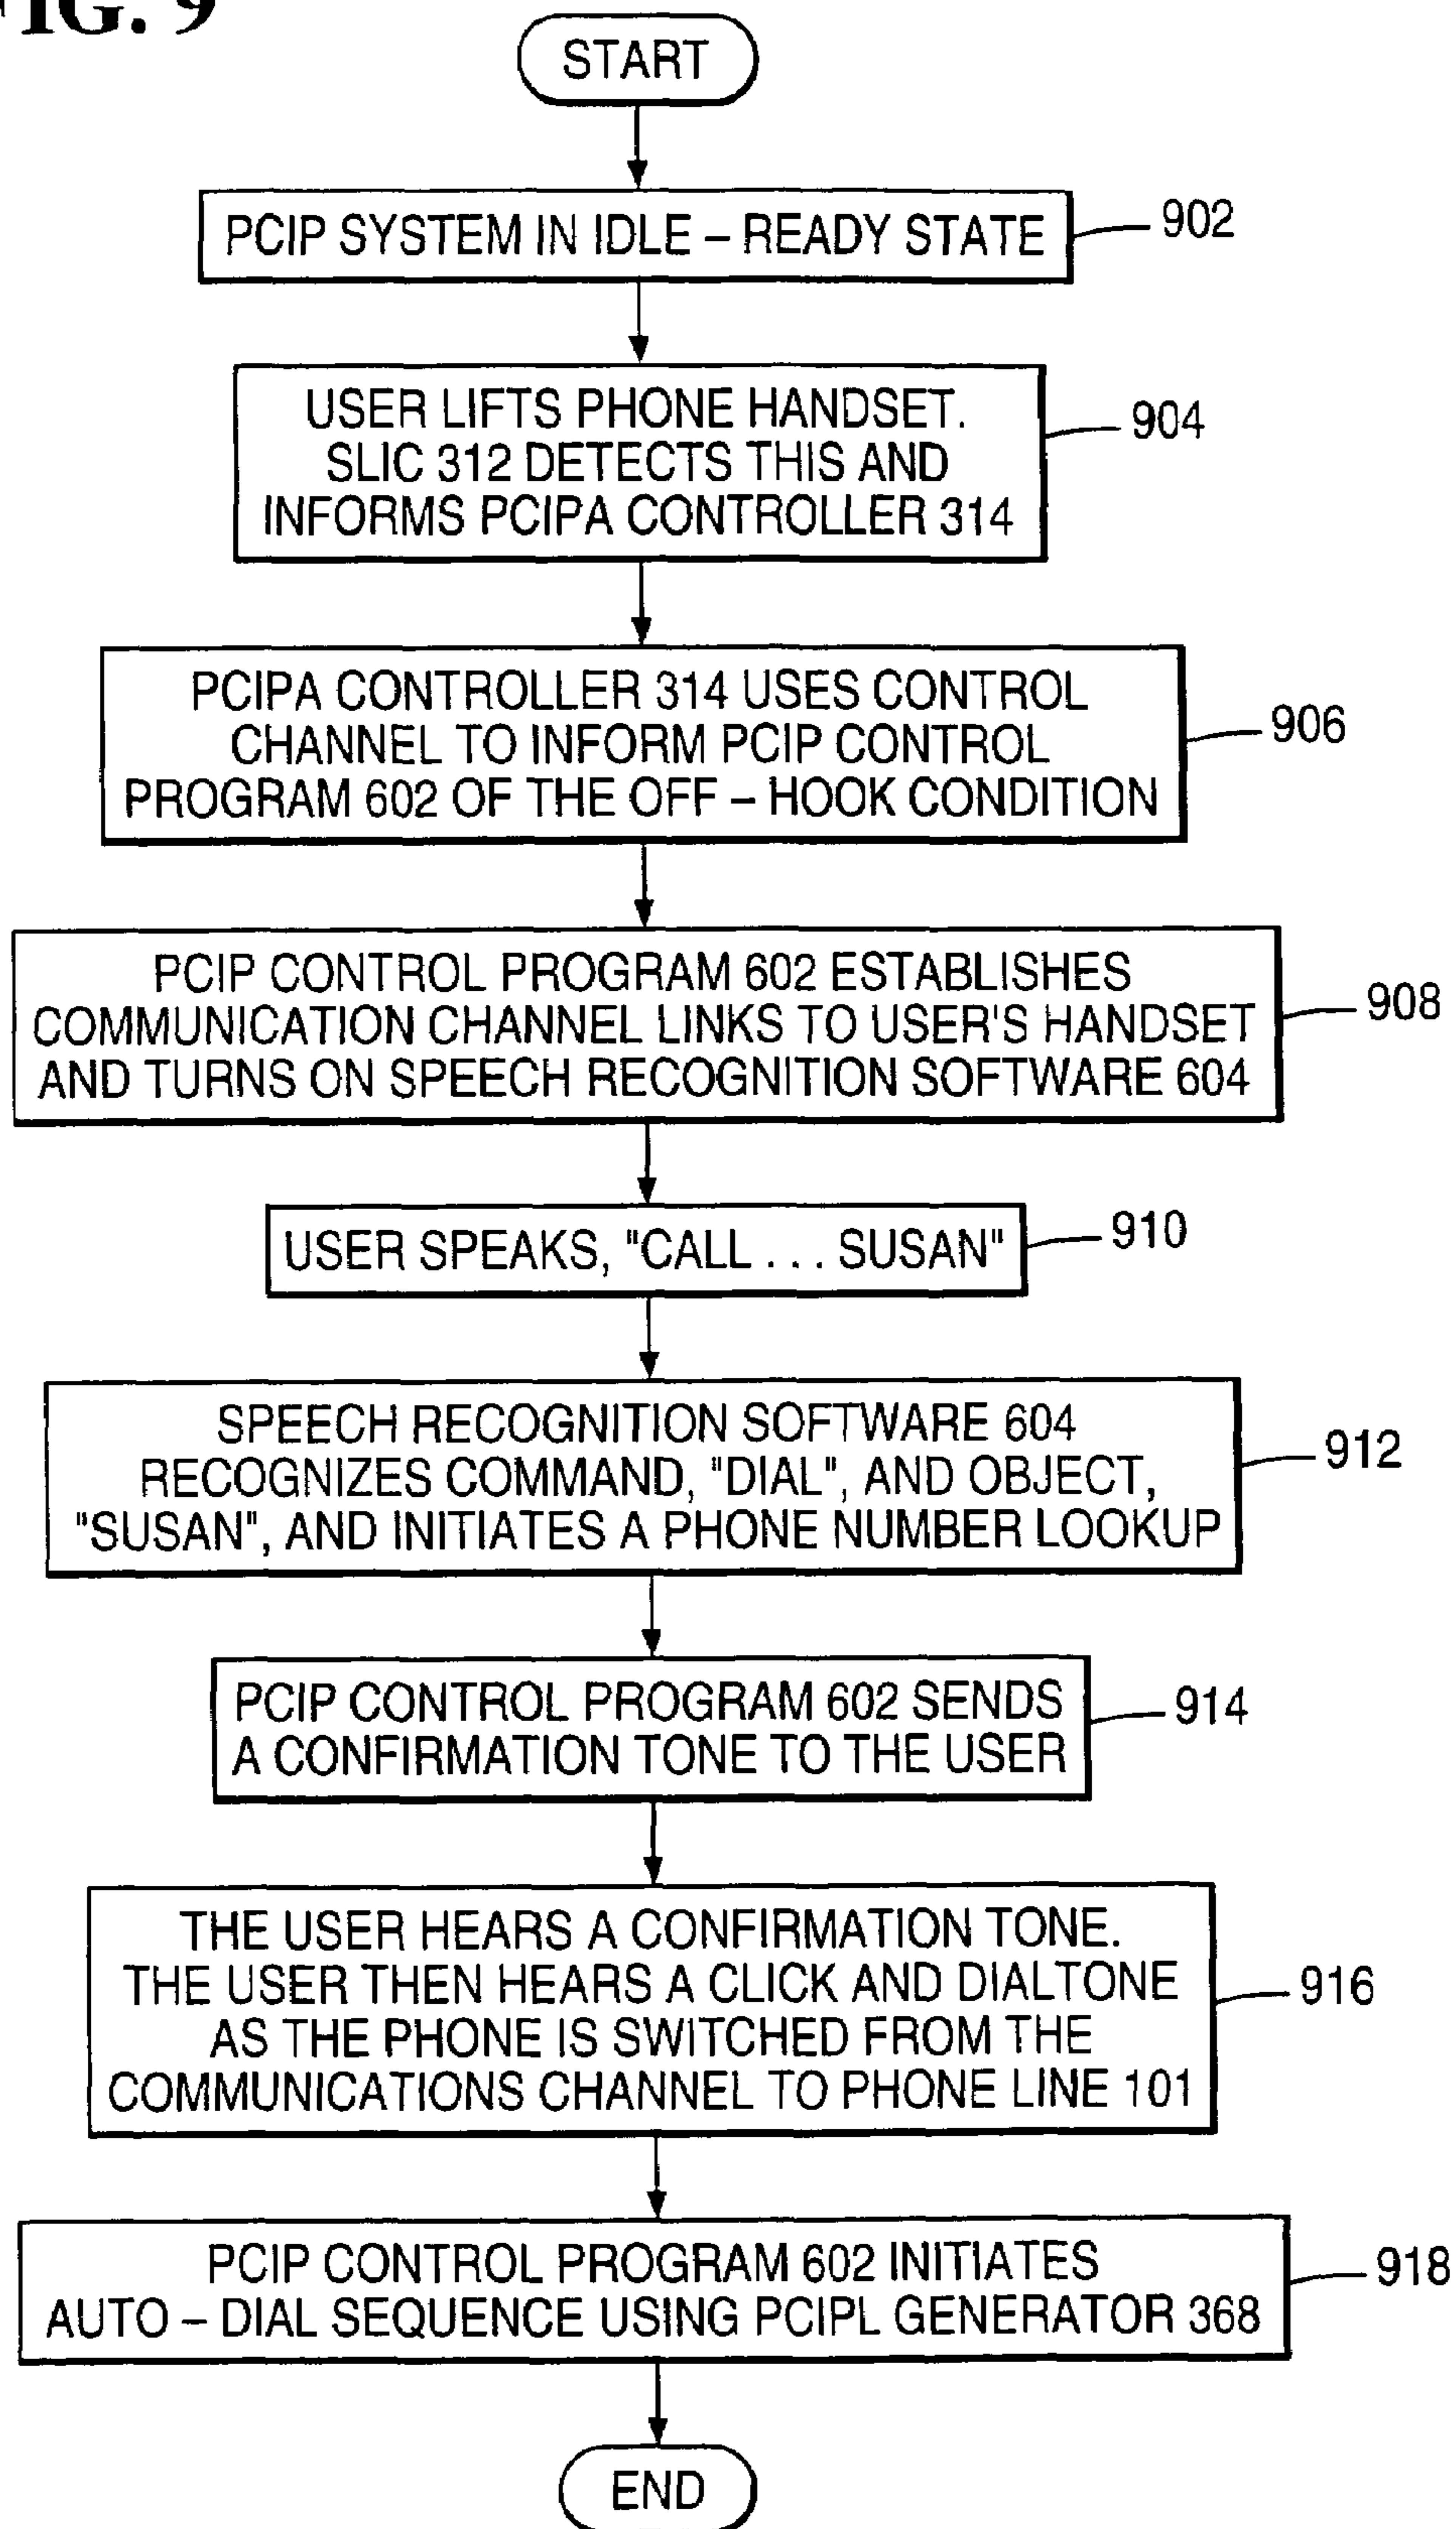 FIG. 9
START
PCIP SYSTEM IN IDLE – READY STATE
902
USER LIFTS PHONE HANDSET.
SLIC 312 DETECTS THIS AND
INFORMS PCIPA CONTROLLER 314
904
PCIPA CONTROLLER 314 USES CONTROL
CHANNEL TO INFORM PCIP CONTROL
PROGRAM 602 OF THE OFF – HOOK CONDITION
906
PCIP CONTROL PROGRAM 602 ESTABLISHES
COMMUNICATION CHANNEL LINKS TO USER'S HANDSET
AND TURNS ON SPEECH RECOGNITION SOFTWARE 604
908
USER SPEAKS, "CALL . . . SUSAN"
910
SPEECH RECOGNITION SOFTWARE 604
RECOGNIZES COMMAND, "DIAL", AND OBJECT,
"SUSAN", AND INITIATES A PHONE NUMBER LOOKUP
912
PCIP CONTROL PROGRAM 602 SENDS
A CONFIRMATION TONE TO THE USER
914
THE USER HEARS A CONFIRMATION TONE.
THE USER THEN HEARS A CLICK AND DIALTONE
AS THE PHONE IS SWITCHED FROM THE
COMMUNICATIONS CHANNEL TO PHONE LINE 101
916
PCIP CONTROL PROGRAM 602 INITIATES
AUTO – DIAL SEQUENCE USING PCIPL GENERATOR 368
918
END